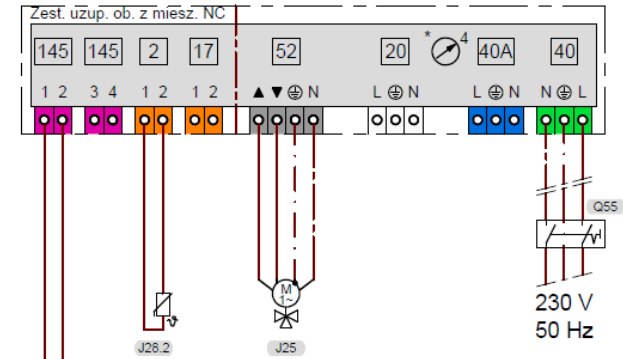 Zest. uzup. ob. z miesz. NC
145 145 2 17 52 20 * 4 40A 40
1 2 3 4 1 2 1 2 ▲ ▼ ⏚ N L ⏚ N L ⏚ N N ⏚ L
Q55
M
1~
ϑ
230 V
50 Hz
J28.2 J25